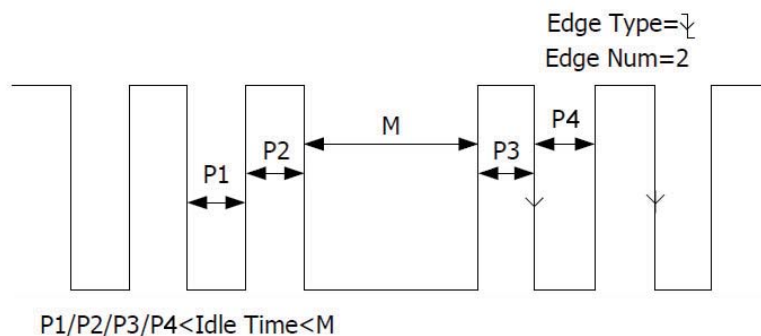 Edge Type=
Edge Num=2
M
P4
P2
P3
P1
P1/P2/P3/P4<Idle Time<M